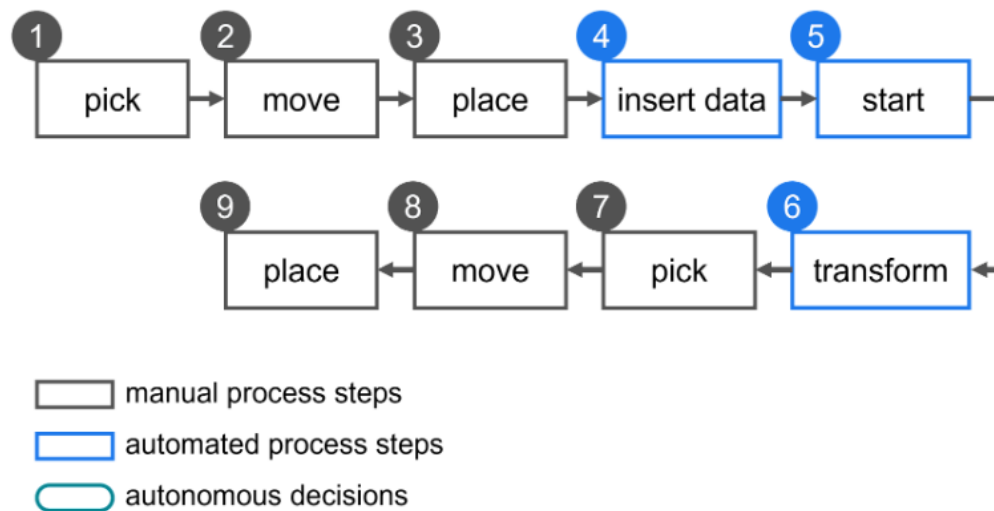 1 2 3 4 5
pick move place insert data start
9 8 7 6
place move pick transform
manual process steps
automated process steps
autonomous decisions